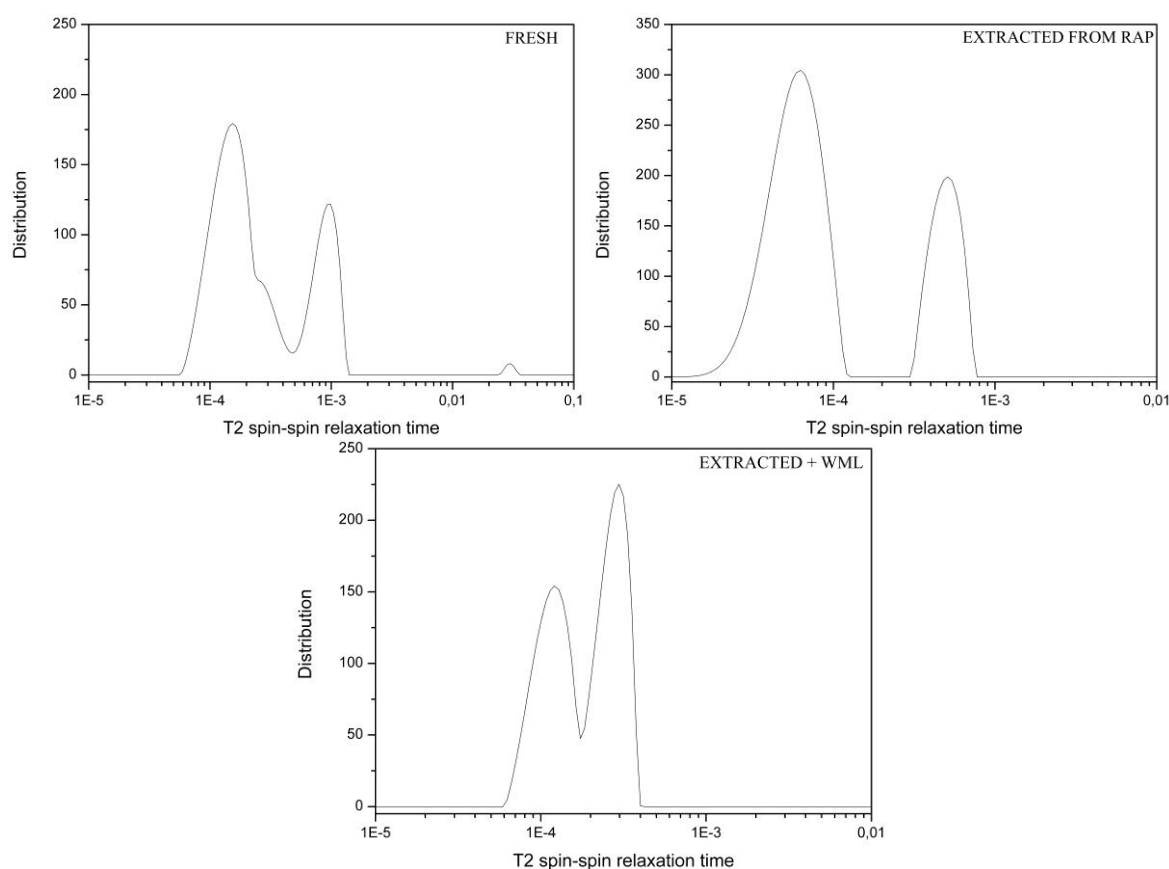 FRESH
250
200
150
100
50
0
Distribution
1E-5
1E-4
1E-3
0,01
0,1
T2 spin-spin relaxation time
EXTRACTED FROM RAP
350
300
250
200
150
100
50
0
Distribution
1E-5
1E-4
1E-3
0,01
T2 spin-spin relaxation time
EXTRACTED + WML
250
200
150
100
50
0
Distribution
1E-5
1E-4
1E-3
0,01
T2 spin-spin relaxation time